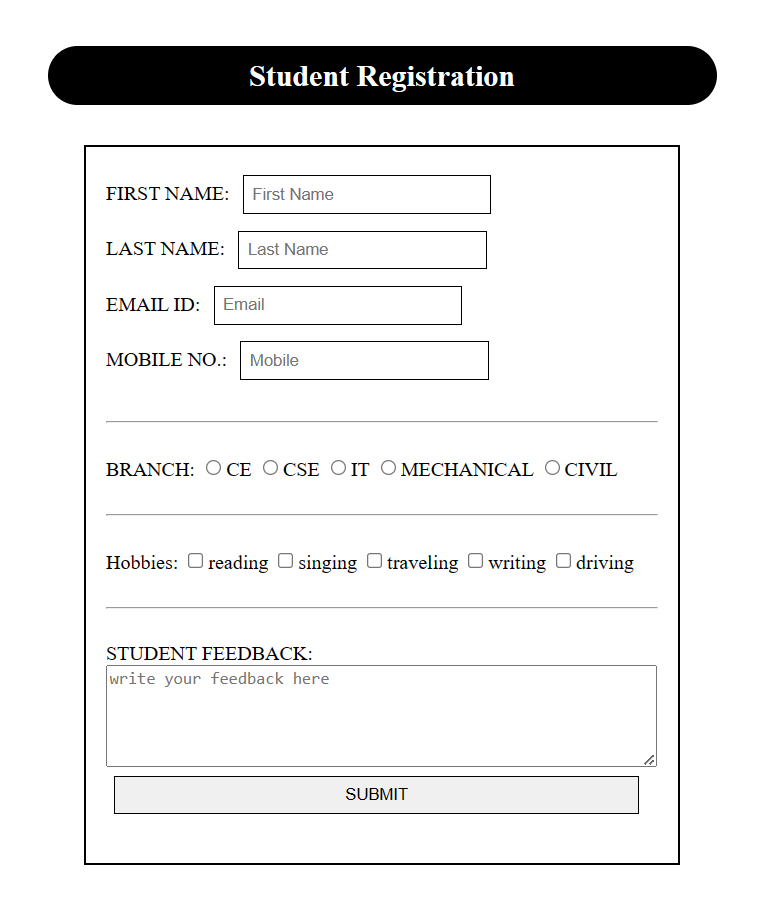 Student Registration
FIRST NAME: First Name
LAST NAME: Last Name
EMAIL ID: Email
MOBILE NO.: Mobile
BRANCH: CE CSE IT MECHANICAL CIVIL
Hobbies: reading singing traveling writing driving
STUDENT FEEDBACK:
write your feedback here
SUBMIT